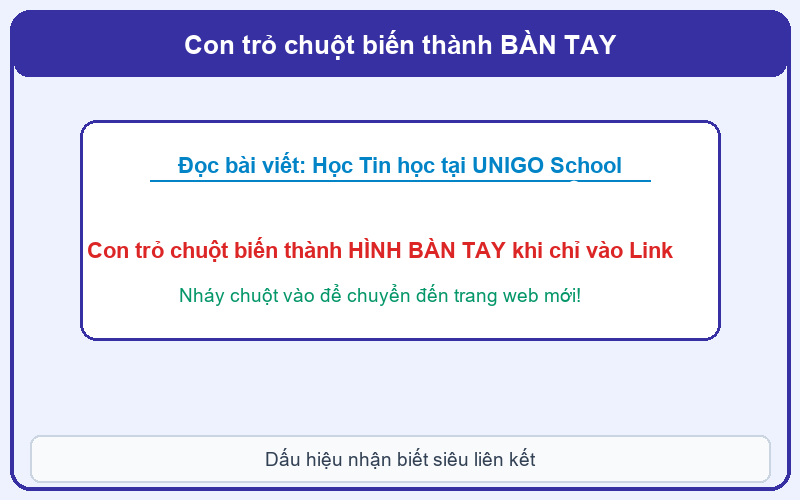 Con trỏ chuột biến thành BÀN TAY
Đọc bài viết: Học Tin học tại UNIGO School
Con trỏ chuột biến thành HÌNH BÀN TAY khi chỉ vào Link
Nháy chuột vào để chuyển đến trang web mới!
Dấu hiệu nhận biết siêu liên kết